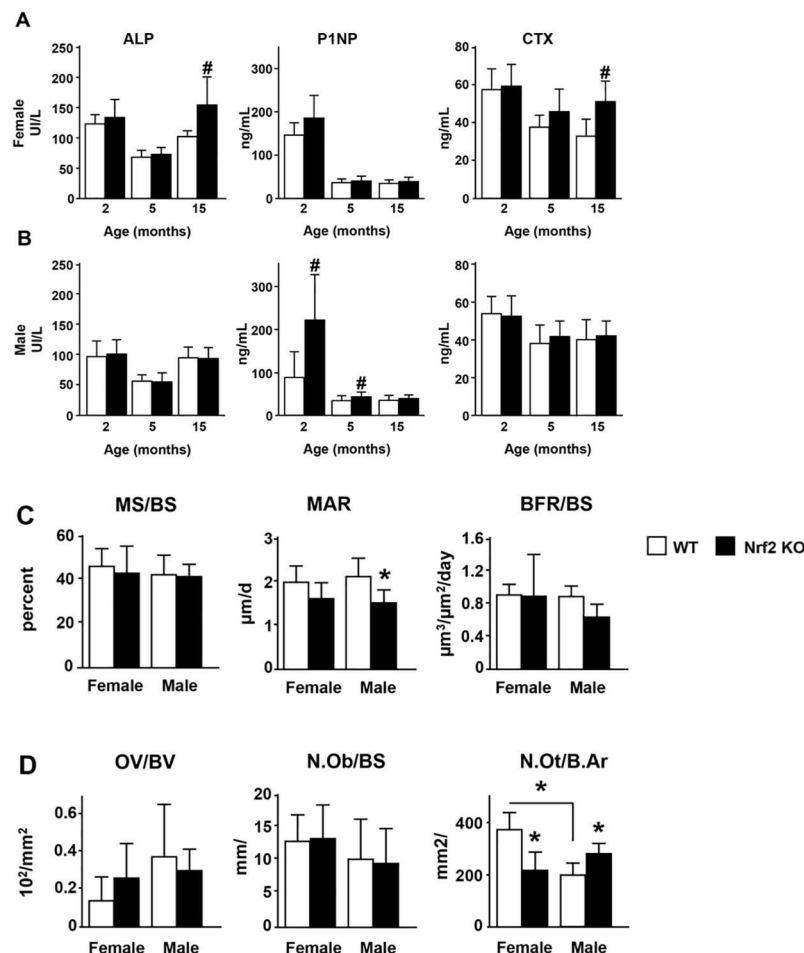 A
ALP
P1NP
CTX
Female
UI/L
250
200
150
100
50
0
#
2
5
15
Age (months)
ng/mL
300
200
100
0
2
5
15
Age (months)
ng/mL
60
40
20
0
#
2
5
15
Age (months)
B
Male
UI/L
250
200
150
100
50
0
2
5
15
Age (months)
ng/mL
300
200
100
0
#
#
2
5
15
Age (months)
ng/mL
80
60
40
20
0
2
5
15
Age (months)
C
MS/BS
MAR
BFR/BS
percent
60
40
20
40
60
0
Female
Male
µm/d
3
2
1
0
*
Female
Male
µm³/µm²/day
1.6
1.2
0.8
0.4
0
Female
Male
WT
Nrf2 KO
D
OV/BV
N.Ob/BS
N.Ot/B.Ar
10²/mm²
0.6
0.4
0.2
0
Female
Male
mm/
20
15
10
5
0
Female
Male
mm2/
400
200
0
*
*
*
Female
Male